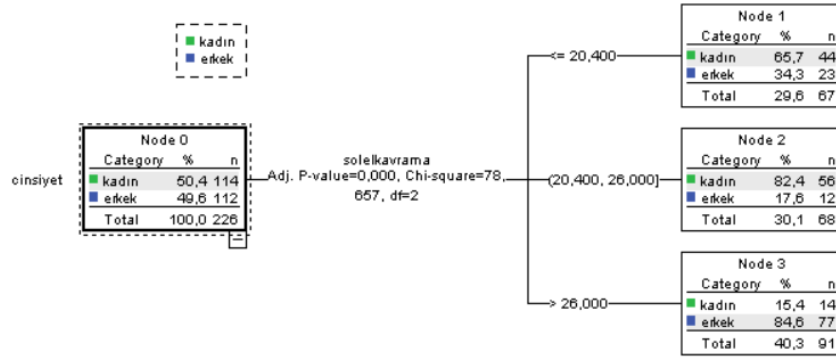 kadın
erkek
cinsiyet
Node 0
Category % n
kadın 50,4 114
erkek 49,6 112
Total 100,0 226
solelkavrama
Adj. P-value=0,000, Chi-square=78,
657, df=2
<= 20,400
Node 1
Category % n
kadın 65,7 44
erkek 34,3 23
Total 29,6 67
(20,400, 26,000]
Node 2
Category % n
kadın 82,4 56
erkek 17,6 12
Total 30,1 68
> 26,000
Node 3
Category % n
kadın 15,4 14
erkek 84,6 77
Total 40,3 91